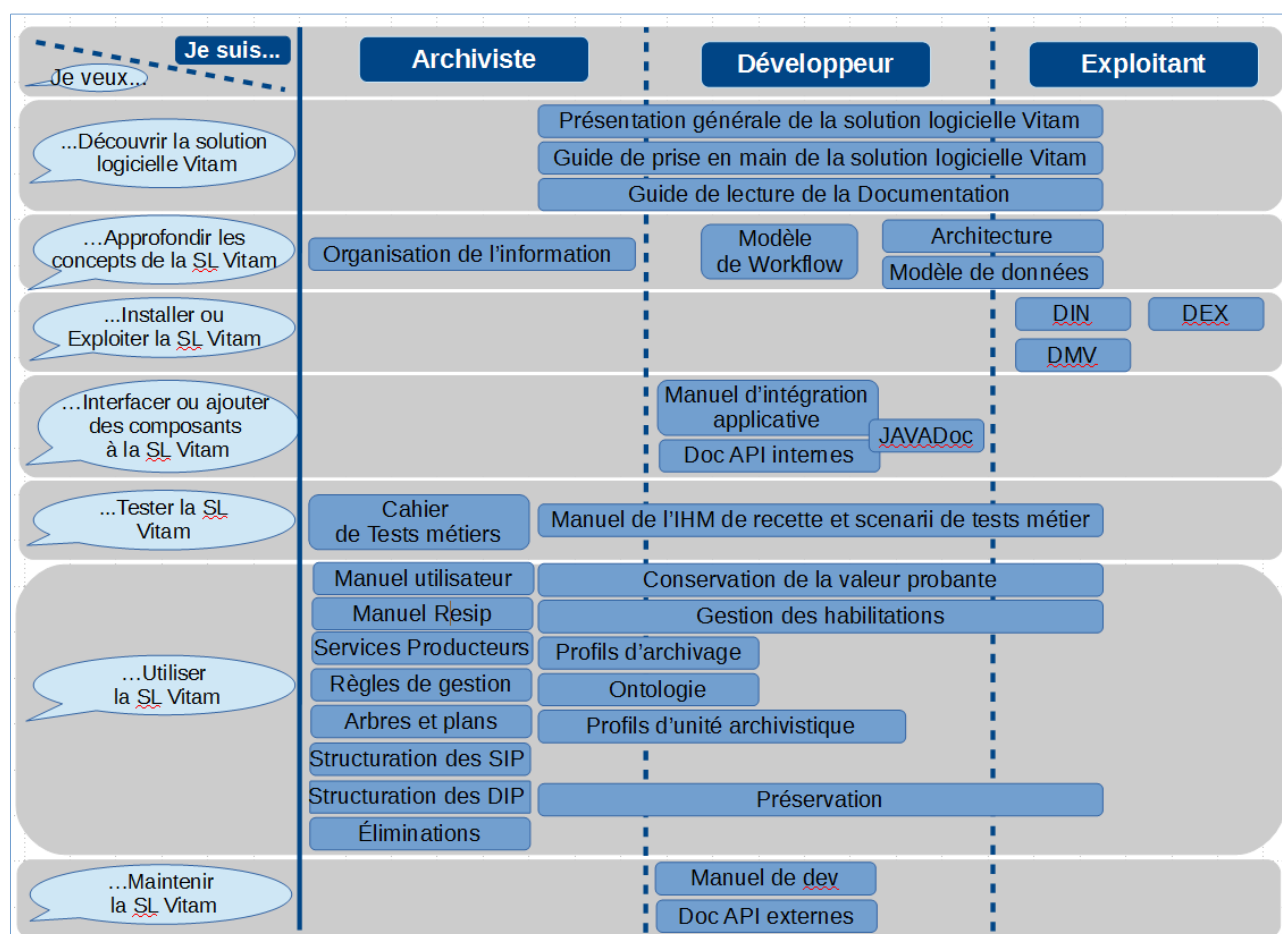 Je suis...
Je veux...
Archiviste
Développeur
Exploitant
...Découvrir la solution
logicielle Vitam
Présentation générale de la solution logicielle Vitam
Guide de prise en main de la solution logicielle Vitam
Guide de lecture de la Documentation
…Approfondir les
concepts de la SL Vitam
Organisation de l’information
Modèle
de Workflow
Architecture
Modèle de données
...Installer ou
Exploiter la SL Vitam
DIN
DEX
DMV
…Interfacer ou ajouter
des composants
à la SL Vitam
Manuel d’intégration
applicative
JAVADoc
Doc API internes
...Tester la SL
Vitam
Cahier
de Tests métiers
Manuel de l’IHM de recette et scenarii de tests métier
…Utiliser
la SL Vitam
Manuel utilisateur
Conservation de la valeur probante
Manuel Resip
Gestion des habilitations
Services Producteurs
Profils d’archivage
Règles de gestion
Ontologie
Arbres et plans
Profils d’unité archivistique
Structuration des SIP
Structuration des DIP
Préservation
Éliminations
…Maintenir
la SL Vitam
Manuel de dev
Doc API externes